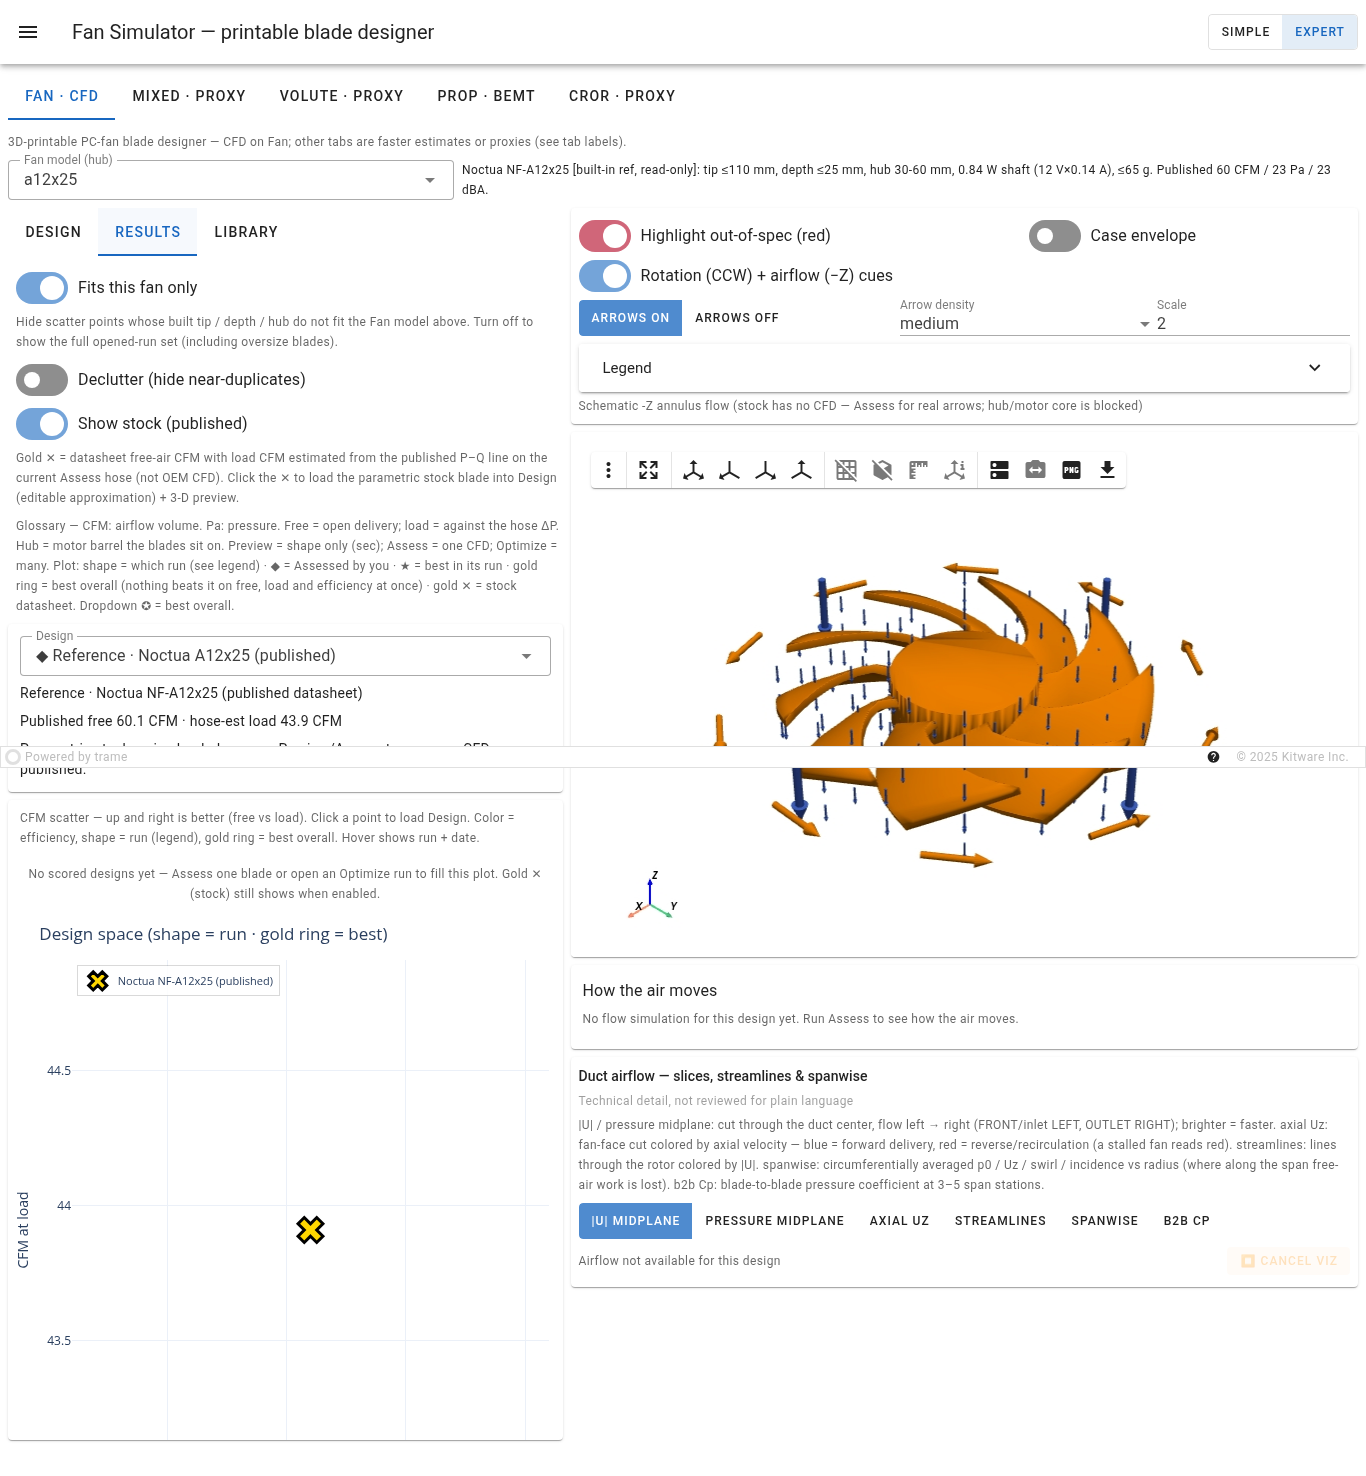 Fan Simulator — printable blade designer
SIMPLE
EXPERT
FAN · CFD
MIXED · PROXY
VOLUTE · PROXY
PROP · BEMT
CROR · PROXY
3D-printable PC-fan blade designer — CFD on Fan; other tabs are faster estimates or proxies (see tab labels).
Fan model (hub)
a12x25
Noctua NF-A12x25 [built-in ref, read-only]: tip ≤110 mm, depth ≤25 mm, hub 30-60 mm, 0.84 W shaft (12 V×0.14 A), ≤65 g. Published 60 CFM / 23 Pa / 23
dBA.
DESIGN
RESULTS
LIBRARY
Fits this fan only
Hide scatter points whose built tip / depth / hub do not fit the Fan model above. Turn off to
show the full opened-run set (including oversize blades).
Declutter (hide near-duplicates)
Show stock (published)
Gold ✕ = datasheet free-air CFM with load CFM estimated from the published P–Q line on the
current Assess hose (not OEM CFD). Click the ✕ to load the parametric stock blade into Design
(editable approximation) + 3-D preview.
Glossary — CFM: airflow volume. Pa: pressure. Free = open delivery; load = against the hose ΔP.
Hub = motor barrel the blades sit on. Preview = shape only (sec); Assess = one CFD; Optimize =
many. Plot: shape = which run (see legend) · ◆ = Assessed by you · ★ = best in its run · gold
ring = best overall (nothing beats it on free, load and efficiency at once) · gold ✕ = stock
datasheet. Dropdown ✪ = best overall.
Design
◆ Reference · Noctua A12x25 (published)
Reference · Noctua NF-A12x25 (published datasheet)
Published free 60.1 CFM · hose-est load 43.9 CFM
published.
CFM scatter — up and right is better (free vs load). Click a point to load Design. Color =
efficiency, shape = run (legend), gold ring = best overall. Hover shows run + date.
No scored designs yet — Assess one blade or open an Optimize run to fill this plot. Gold ✕
(stock) still shows when enabled.
Design space (shape = run · gold ring = best)
Noctua NF-A12x25 (published)
44.5
44
43.5
CFM at load
Highlight out-of-spec (red)
Case envelope
Rotation (CCW) + airflow (−Z) cues
ARROWS ON
ARROWS OFF
Arrow density
medium
Scale
2
Legend
Schematic -Z annulus flow (stock has no CFD — Assess for real arrows; hub/motor core is blocked)
PNG
Z
X
Y
How the air moves
No flow simulation for this design yet. Run Assess to see how the air moves.
Duct airflow — slices, streamlines & spanwise
Technical detail, not reviewed for plain language
|U| / pressure midplane: cut through the duct center, flow left → right (FRONT/inlet LEFT, OUTLET RIGHT); brighter = faster. axial Uz:
fan-face cut colored by axial velocity — blue = forward delivery, red = reverse/recirculation (a stalled fan reads red). streamlines: lines
through the rotor colored by |U|. spanwise: circumferentially averaged p0 / Uz / swirl / incidence vs radius (where along the span free-
air work is lost). b2b Cp: blade-to-blade pressure coefficient at 3–5 span stations.
|U| MIDPLANE
PRESSURE MIDPLANE
AXIAL UZ
STREAMLINES
SPANWISE
B2B CP
Airflow not available for this design
CANCEL VIZ
Powered by trame
© 2025 Kitware Inc.